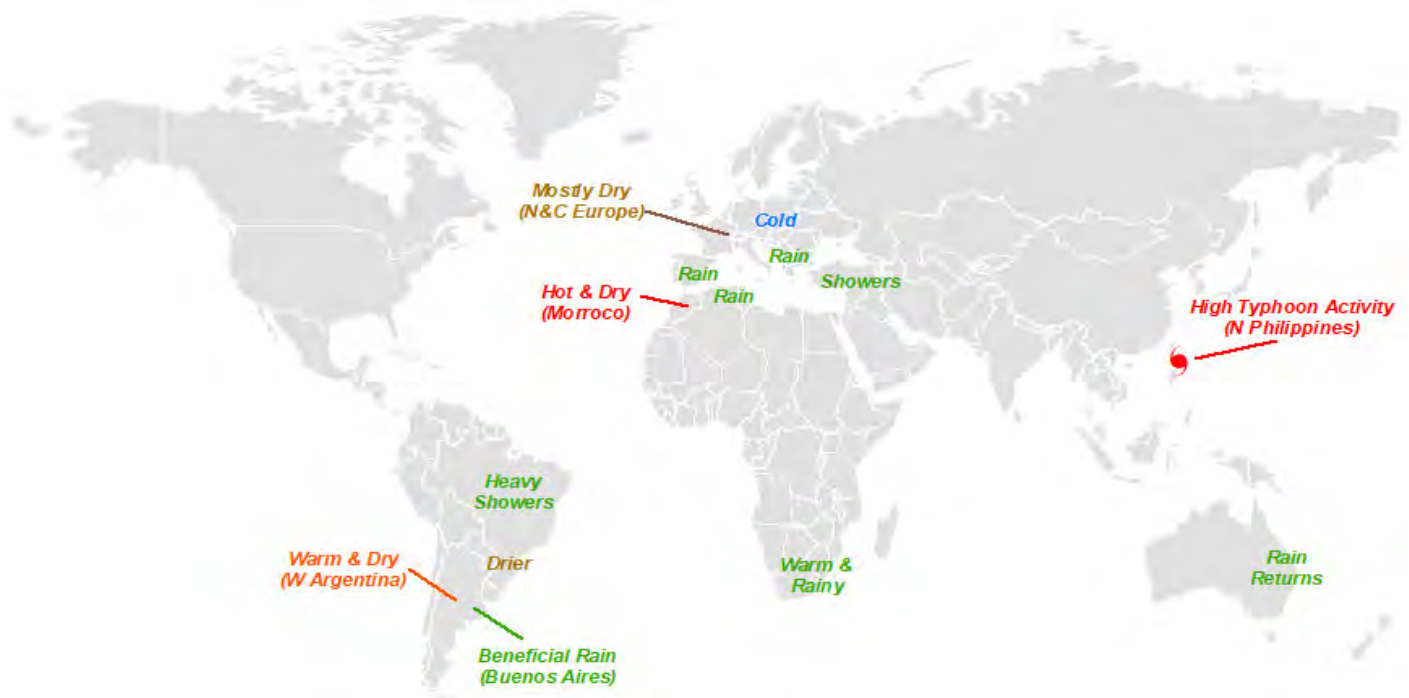 Mostly Dry
(N&C Europe)
Cold
Rain
Rain
Showers
Hot & Dry
(Morroco)
Rain
High Typhoon Activity
(N Philippines)
Heavy
Showers
Warm & Dry
(W Argentina)
Drier
Warm &
Rainy
Rain
Returns
Beneficial Rain
(Buenos Aires)